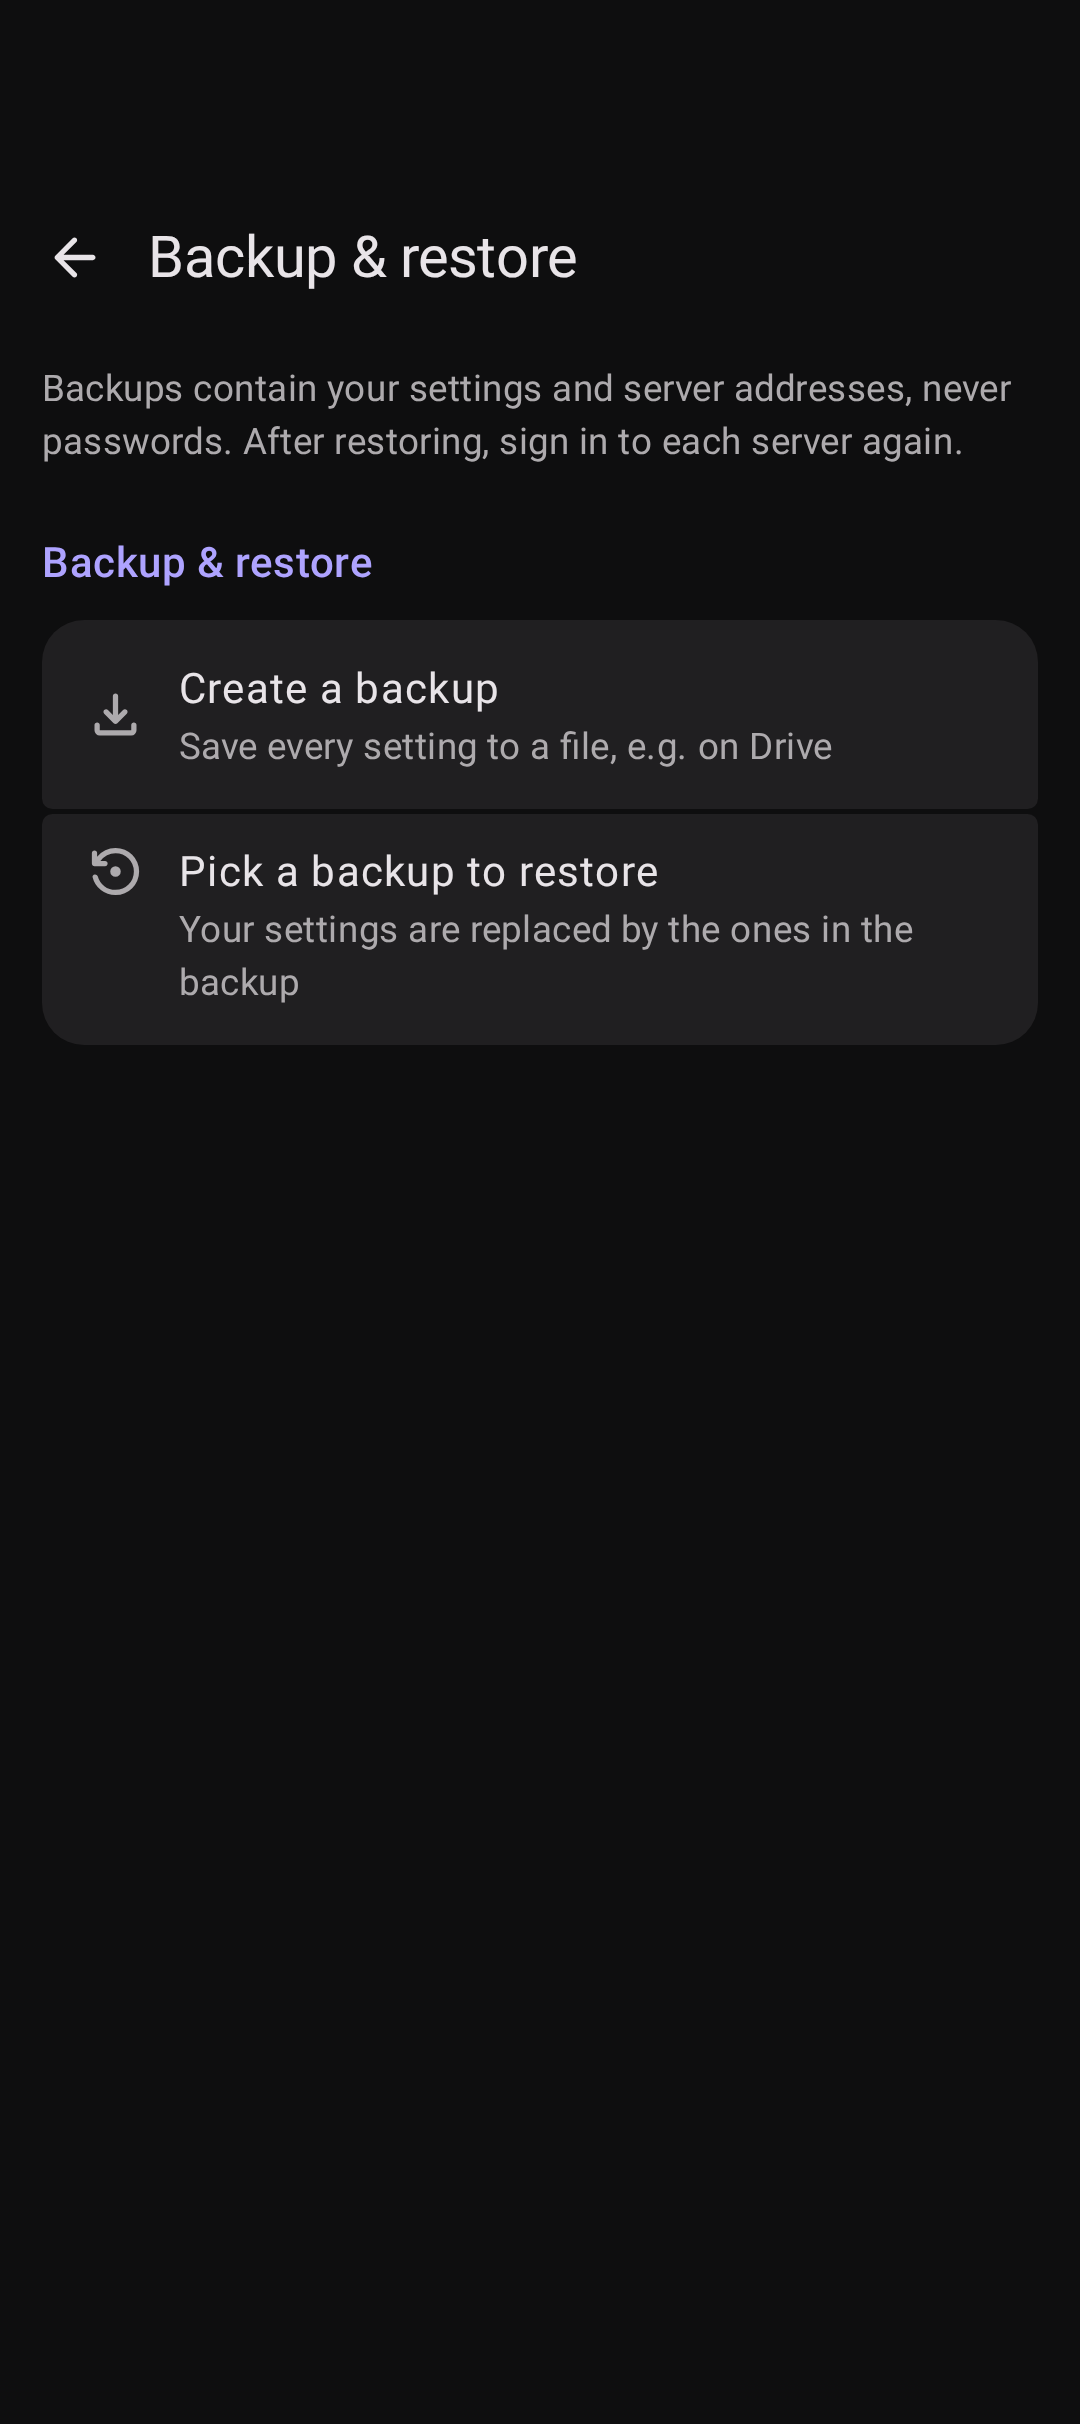 Backup & restore
Backups contain your settings and server addresses, never
passwords. After restoring, sign in to each server again.
Backup & restore
Create a backup
Save every setting to a file, e.g. on Drive
Pick a backup to restore
Your settings are replaced by the ones in the
backup